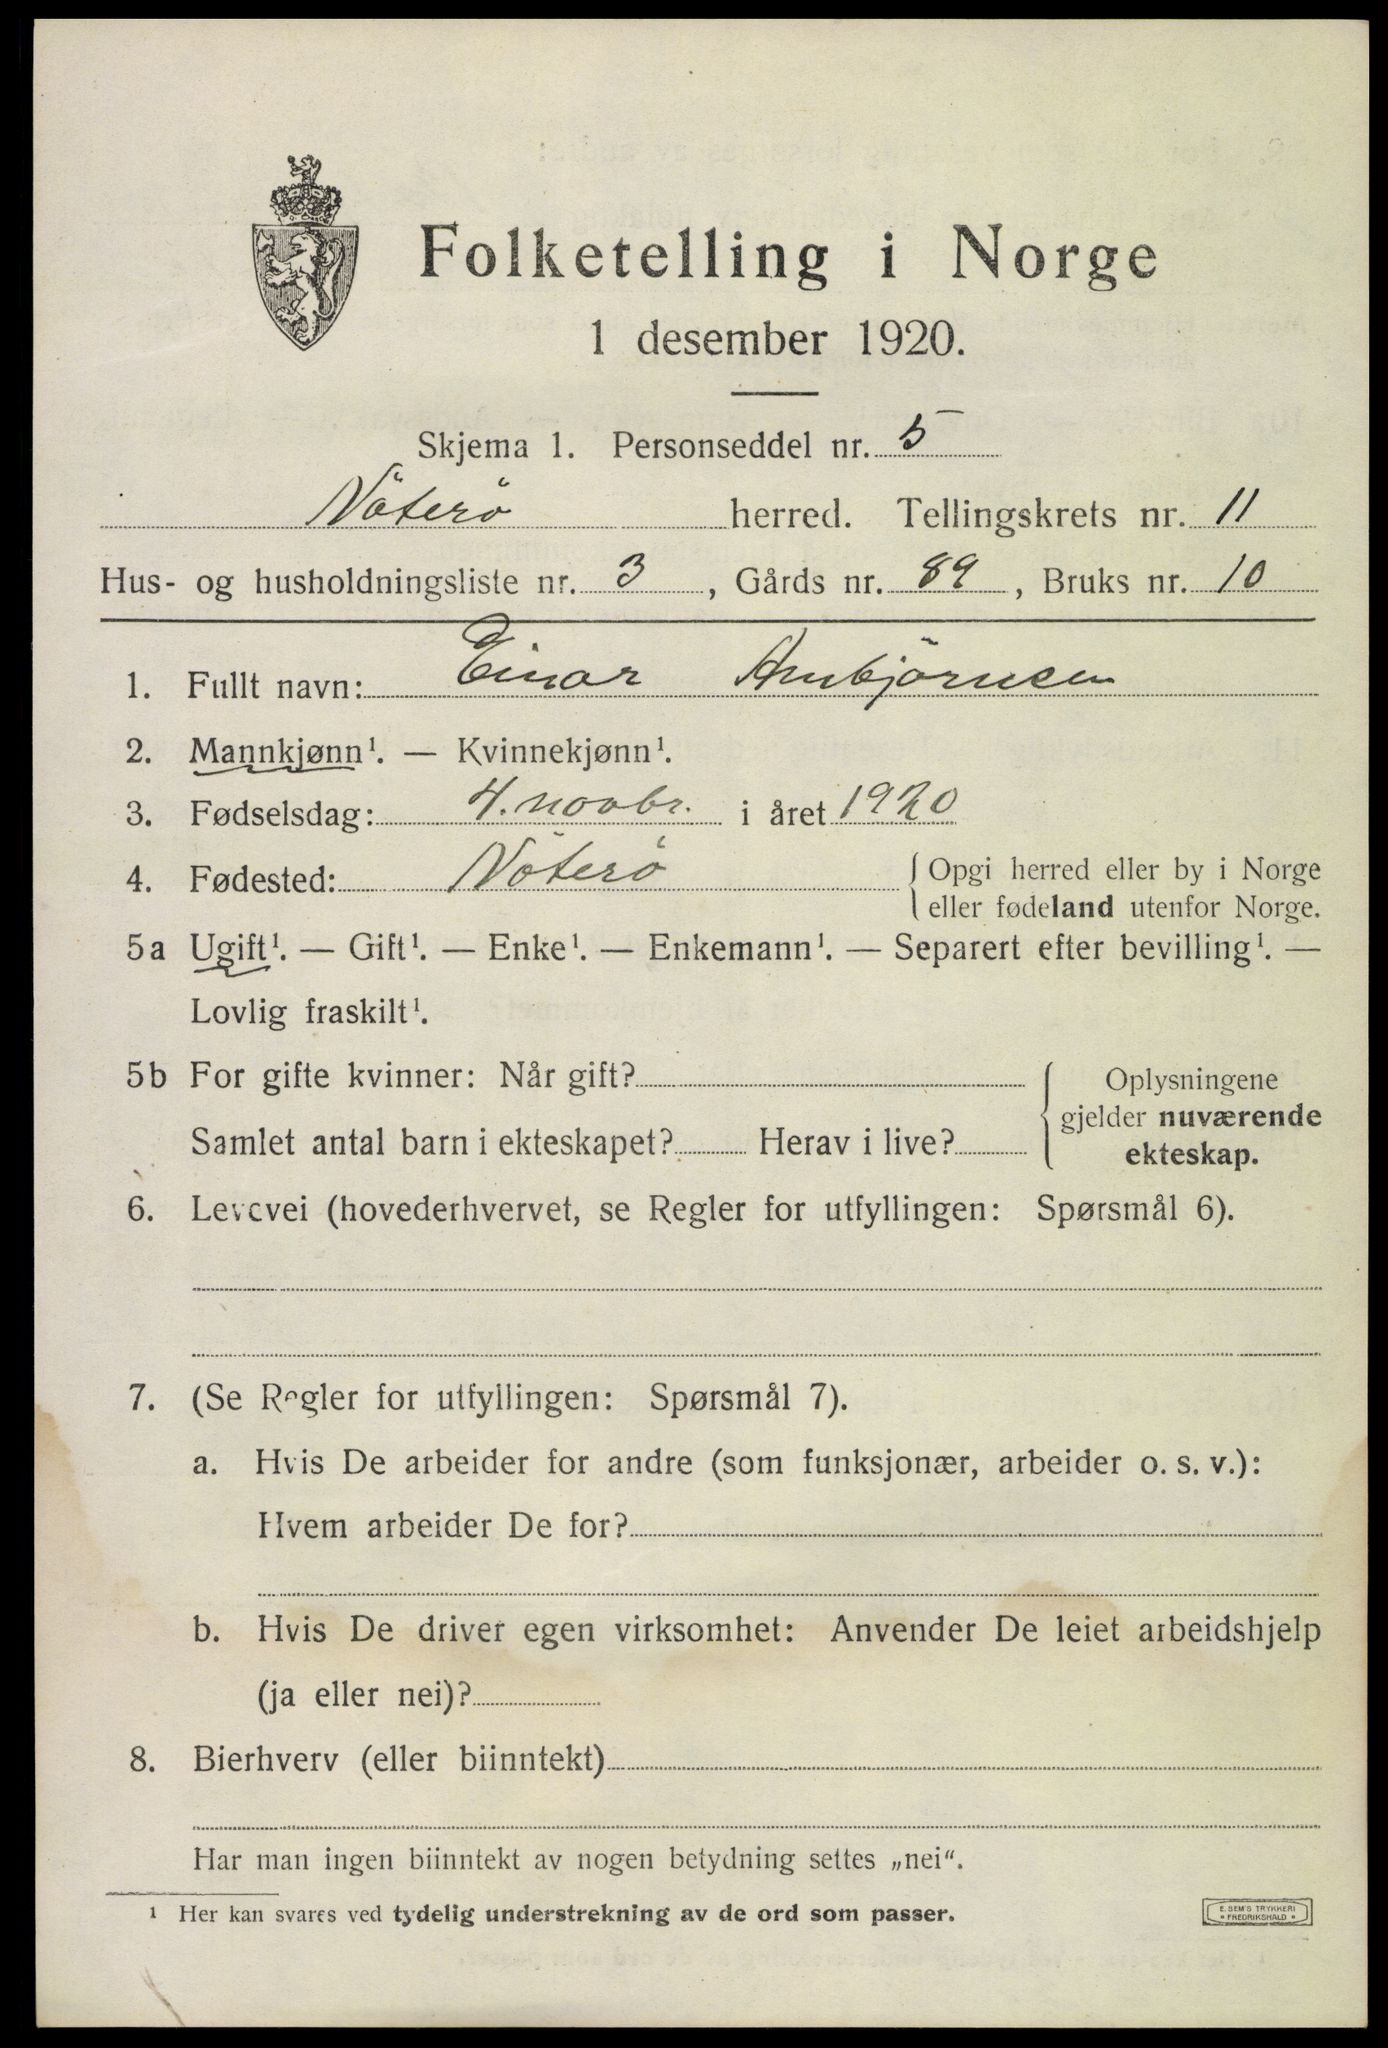 Folketelling i Norge
1 desember 1920.
Skjema 1. Personseddel nr. 5
Nöterö herred. Tellingskrets nr. 11
Hus- og husholdningsliste nr. 3, Gårds nr. 89, Bruks nr. 10
1. Fullt navn: Einar Arnbjörnsen
2. Mannkjønn¹. — Kvinnekjønn¹.
3. Fødselsdag: 4. novbr. i året 1920
4. Fødested: Nöterö { Opgi herred eller by i Norge
eller fødeland utenfor Norge.
5a Ugift¹. — Gift¹. — Enke¹. — Enkemann¹. — Separert efter bevilling¹. —
Lovlig fraskilt¹.
5b For gifte kvinner: Når gift? { Oplysningene
gjelder nuværende
Samlet antal barn i ekteskapet? Herav i live? ekteskap.
6. Levevei (hovederhvervet, se Regler for utfyllingen: Spørsmål 6).
7. (Se Regler for utfyllingen: Spørsmål 7).
a. Hvis De arbeider for andre (som funksjonær, arbeider o. s. v.):
Hvem arbeider De for?
b. Hvis De driver egen virksomhet: Anvender De leiet arbeidshjelp
(ja eller nei)?
8. Bierhverv (eller biinntekt)
Har man ingen biinntekt av nogen betydning settes „nei“.
¹ Her kan svares ved tydelig understrekning av de ord som passer.
E. SEM'S TRYKKERI
* FREDRIKSHALD *